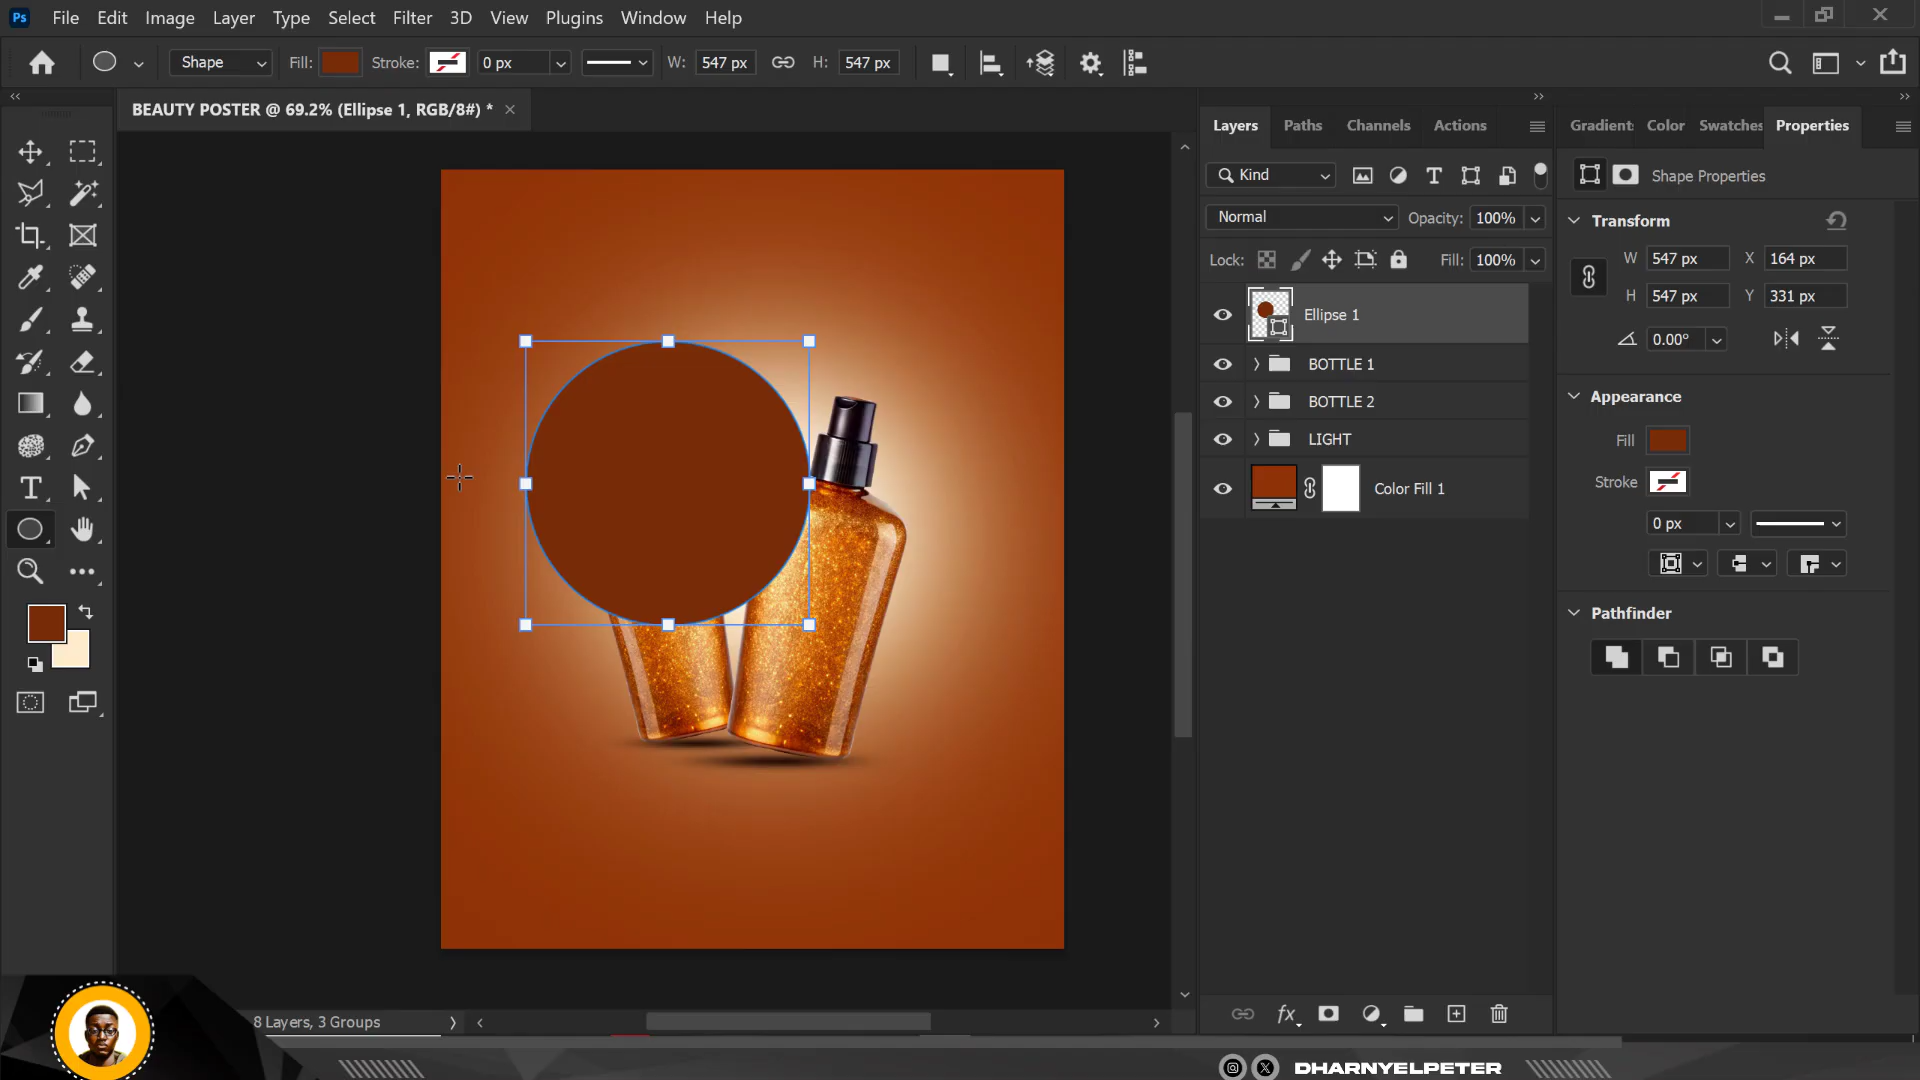 Ps File Edit Image Layer Type Select Filter 3D View Plugins Window Help
Shape Fill: Stroke: 0 px W: 547 px H: 547 px
BEAUTY POSTER @ 69.2% (Ellipse 1, RGB/8#) *
Layers Paths Channels Actions
Gradient Color Swatches Properties
Kind
Shape Properties
Normal Opacity: 100%
Transform
Lock: Fill: 100%
W 547 px X 164 px
H 547 px Y 331 px
Ellipse 1
0.00°
BOTTLE 1
BOTTLE 2
Appearance
LIGHT
Fill
Color Fill 1
Stroke
0 px
Pathfinder
8 Layers, 3 Groups
fx
DHARNYELPETER